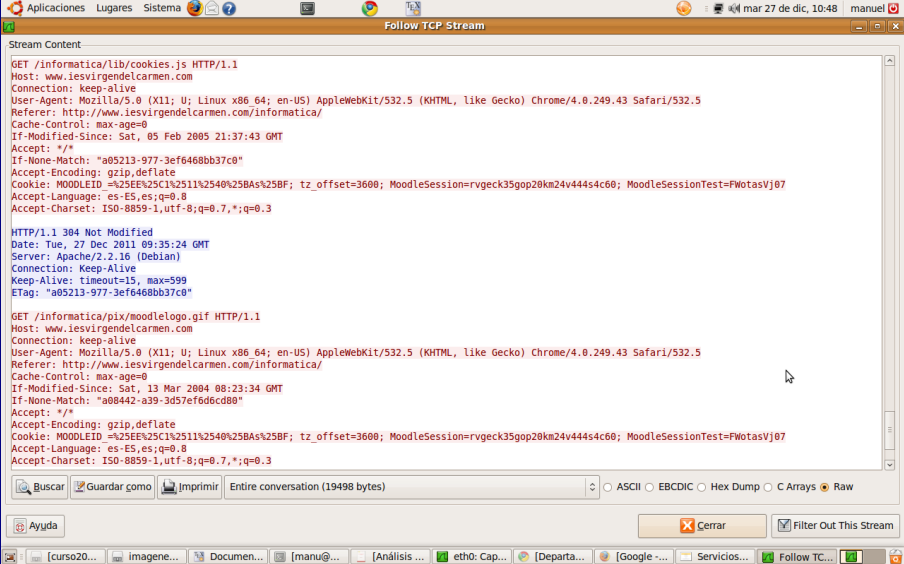 Aplicaciones Lugares Sistema mar 27 de dic, 10:48 manuel
Follow TCP Stream
Stream Content
GET /informatica/lib/cookies.js HTTP/1.1
Host: www.iesvirgendelcarmen.com
Connection: keep-alive
User-Agent: Mozilla/5.0 (X11; U; Linux x86_64; en-US) AppleWebKit/532.5 (KHTML, like Gecko) Chrome/4.0.249.43 Safari/532.5
Referer: http://www.iesvirgendelcarmen.com/informatica/
Cache-Control: max-age=0
If-Modified-Since: Sat, 05 Feb 2005 21:37:43 GMT
Accept: */*
If-None-Match: "a05213-977-3ef6468bb37c0"
Accept-Encoding: gzip,deflate
Cookie: MOODLEID_=%25EE%25C1%2511%2540%25BAs%25BF; tz_offset=3600; MoodleSession=rvgeck35gop20km24v444s4c60; MoodleSessionTest=FWotasVj07
Accept-Language: es-ES,es;q=0.8
Accept-Charset: ISO-8859-1,utf-8;q=0.7,*;q=0.3
HTTP/1.1 304 Not Modified
Date: Tue, 27 Dec 2011 09:35:24 GMT
Server: Apache/2.2.16 (Debian)
Connection: Keep-Alive
Keep-Alive: timeout=15, max=599
ETag: "a05213-977-3ef6468bb37c0"
GET /informatica/pix/moodlelogo.gif HTTP/1.1
Host: www.iesvirgendelcarmen.com
Connection: keep-alive
User-Agent: Mozilla/5.0 (X11; U; Linux x86_64; en-US) AppleWebKit/532.5 (KHTML, like Gecko) Chrome/4.0.249.43 Safari/532.5
Referer: http://www.iesvirgendelcarmen.com/informatica/
Cache-Control: max-age=0
If-Modified-Since: Sat, 13 Mar 2004 08:23:34 GMT
If-None-Match: "a08442-a39-3d57ef6d6cd80"
Accept: */*
Accept-Encoding: gzip,deflate
Cookie: MOODLEID_=%25EE%25C1%2511%2540%25BAs%25BF; tz_offset=3600; MoodleSession=rvgeck35gop20km24v444s4c60; MoodleSessionTest=FWotasVj07
Accept-Language: es-ES,es;q=0.8
Accept-Charset: ISO-8859-1,utf-8;q=0.7,*;q=0.3
Buscar Guardar como Imprimir Entire conversation (19498 bytes) ASCII EBCDIC Hex Dump C Arrays Raw
Ayuda Cerrar Filter Out This Stream
[curso20... imagene... Documen... [manu@... [Análisis ... eth0: Cap... [Departa... [Google -... Servicios... Follow TC...